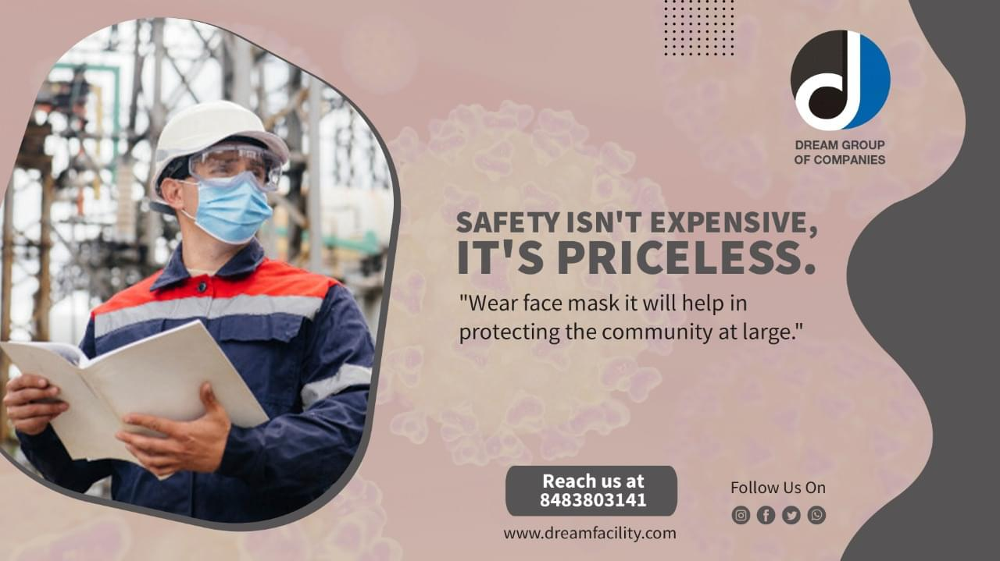 DREAM GROUP
OF COMPANIES
SAFETY ISN'T EXPENSIVE,
IT'S PRICELESS.
"Wear face mask it will help in
protecting the community at large."
Reach us at
8483803141
www.dreamfacility.com
Follow Us On